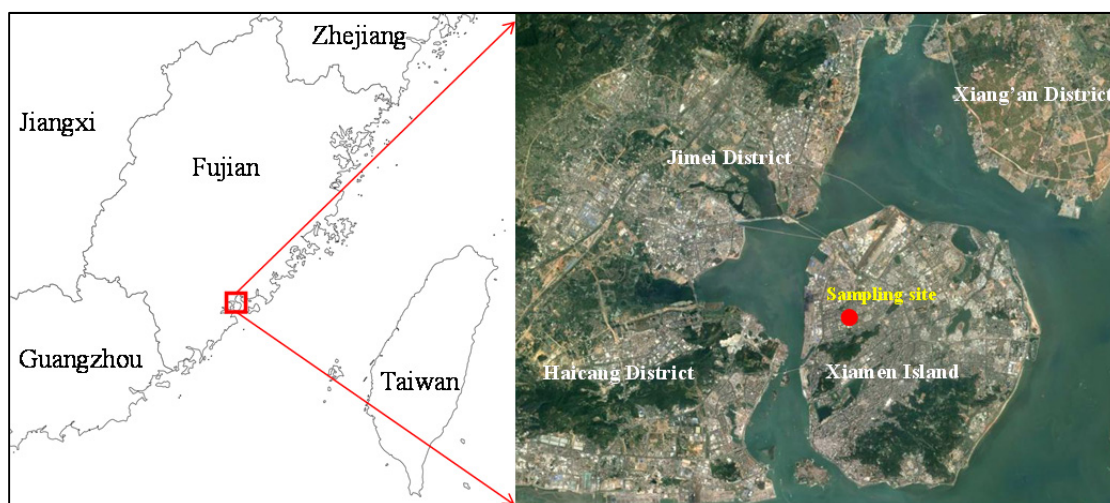 Zhejiang
Jiangxi
Fujian
Guangzhou
Taiwan
Xiang'an District
Jimei District
Sampling site
Haicang District
Xiamen Island